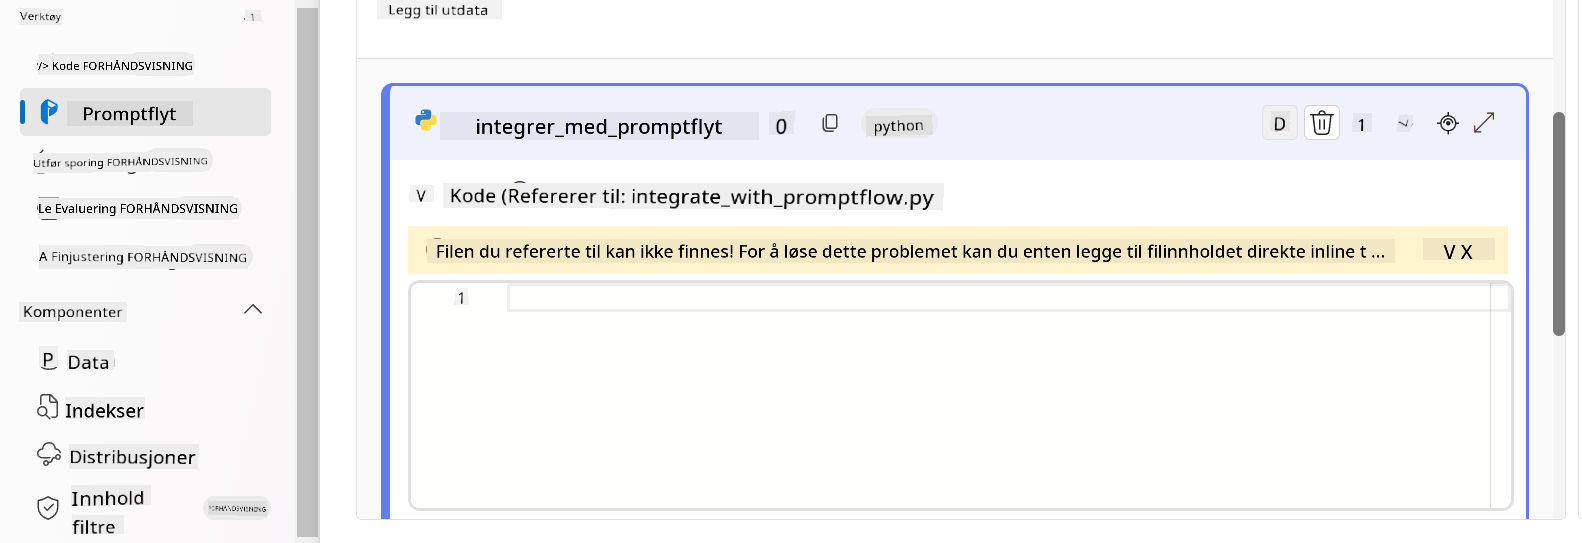 Verktøy
1
/> Kode FORHÅNDSVISNING
Promptflyt
Utfør sporing FORHÅNDSVISNING
Le Evaluering FORHÅNDSVISNING
A Finjustering FORHÅNDSVISNING
Komponenter
P Data
Indekser
Distribusjoner
Innhold
filtre
FORHÅNDSVISNING
Legg til utdata
integrer_med_promptflyt 0 python D 1
V Kode (Refererer til: integrate_with_promptflow.py
Filen du refererte til kan ikke finnes! For å løse dette problemet kan du enten legge til filinnholdet direkte inline t ... V X
1